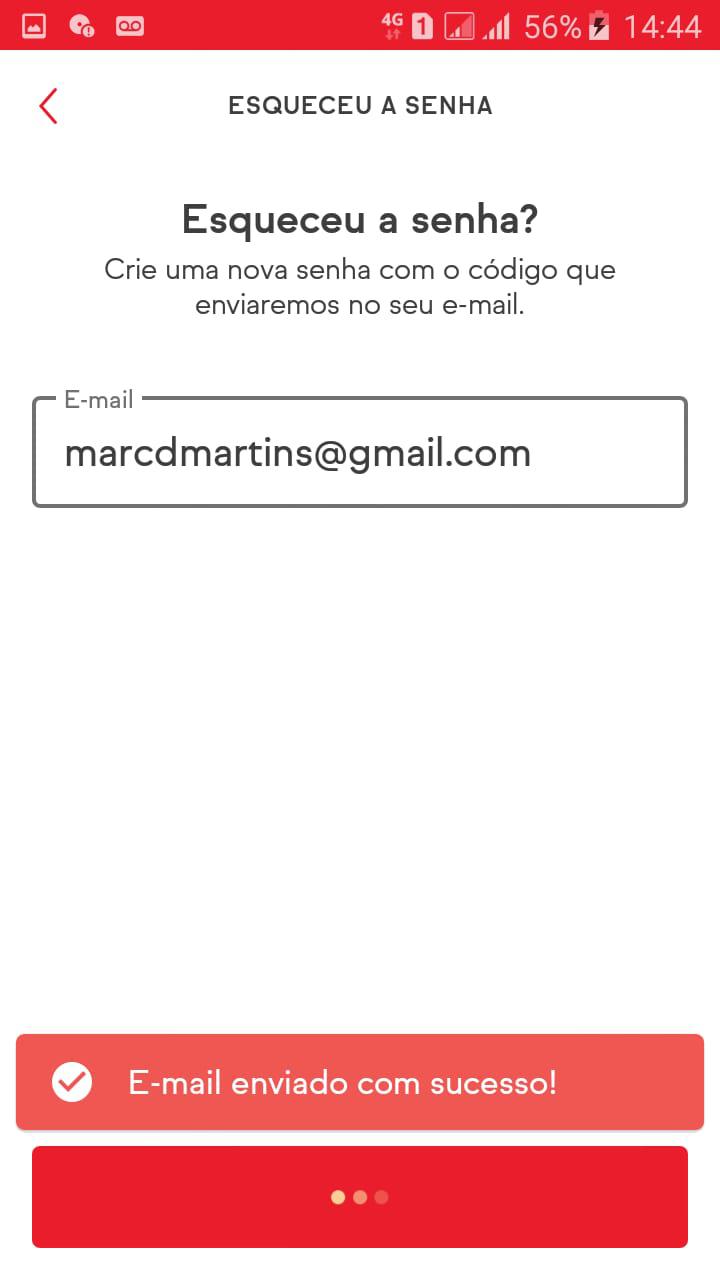 4G 1 56% 14:44
ESQUECEU A SENHA
Esqueceu a senha?
Crie uma nova senha com o código que
enviaremos no seu e-mail.
E-mail
marcdmartins@gmail.com
E-mail enviado com sucesso!